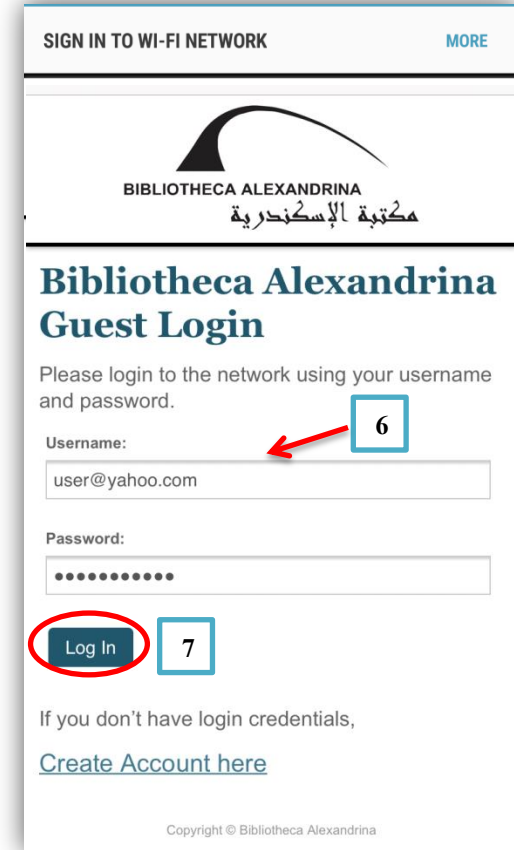 SIGN IN TO WI-FI NETWORK MORE
BIBLIOTHECA ALEXANDRINA
مكتبة الإسكندرية
Bibliotheca Alexandrina
Guest Login
Please login to the network using your username
and password.
6
Username:
user@yahoo.com
Password:
•••••••••••
Log In 7
If you don’t have login credentials,
Create Account here
Copyright © Bibliotheca Alexandrina